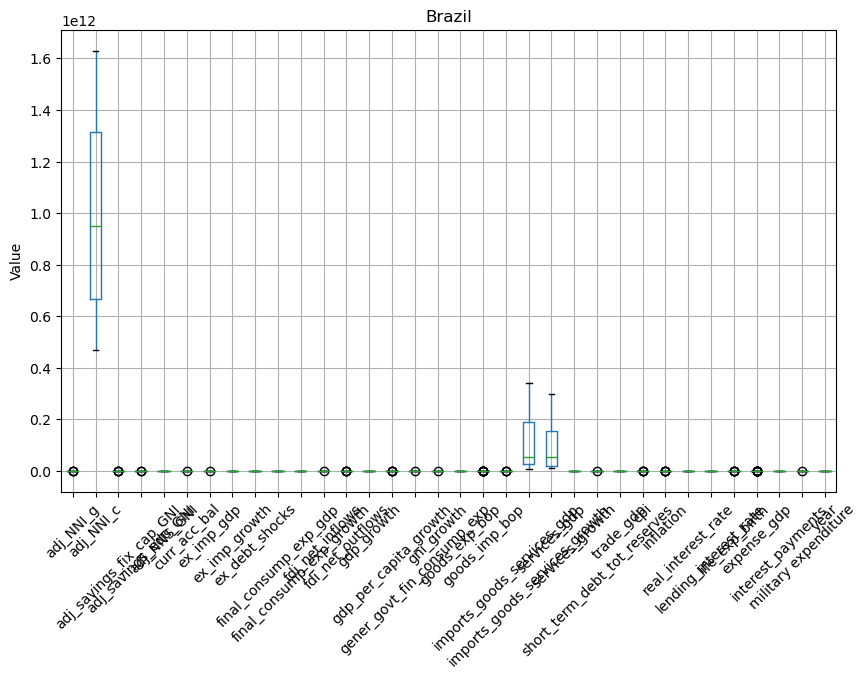 Brazil
1e12
1.6
1.4
1.2
1.0
0.8
0.6
0.4
0.2
0.0
Value
adj_NNI_g
adj_NNI_c
adj_savings_fix_cap_GNI
curr_acc_bal
ex_imp_gdp
ex_imp_growth
ex_debt_shocks
final_consump_exp_gdp
final_consump_exp_growth
fdi_net_inflows
fdi_net_outflows
gdp_growth
gdp_per_capita_growth
gni_growth
gener_govt_fin_consump_exp
goods_exp_bop
goods_imp_bop
imports_goods_services_gdp
imports_goods_services_growth
services_gdp
services_growth
short_term_debt_tot_reserves
trade_gdp
cpi
inflation
real_interest_rate
lending_interest_rate
life_exp_birth
expense_gdp
interest_payments
military expenditure
year